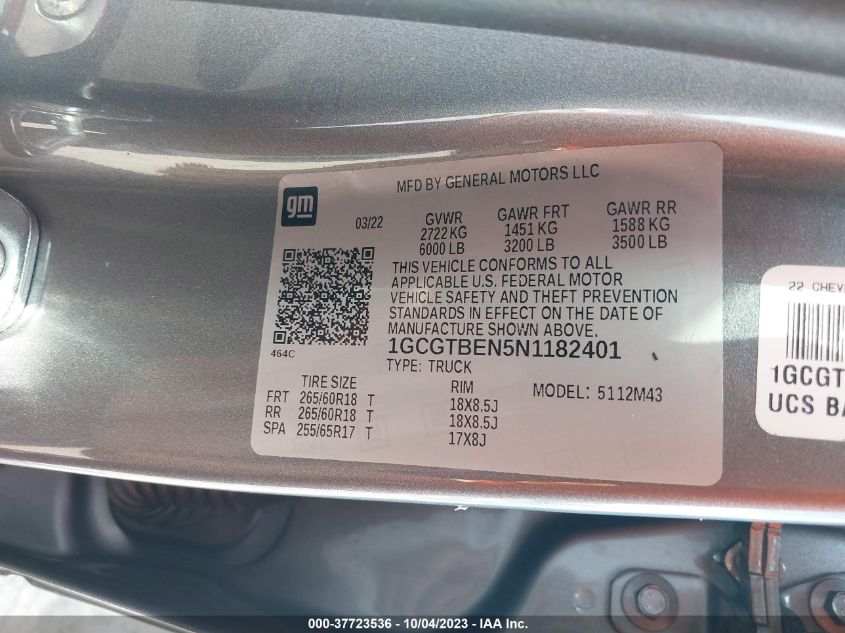 gm
MFD BY GENERAL MOTORS LLC
03/22
GVWR GAWR FRT GAWR RR
2722 KG 1451 KG 1588 KG
6000 LB 3200 LB 3500 LB
THIS VEHICLE CONFORMS TO ALL
APPLICABLE U.S. FEDERAL MOTOR
VEHICLE SAFETY AND THEFT PREVENTION
STANDARDS IN EFFECT ON THE DATE OF
MANUFACTURE SHOWN ABOVE.
464C
1GCGTBEN5N1182401
TYPE: TRUCK
TIRE SIZE RIM MODEL: 5112M43
FRT 265/60R18 T 18X8.5J
RR 265/60R18 T 18X8.5J
SPA 255/65R17 T 17X8J
22 CHEV
1GCGT
UCS BA
000-37723536 - 10/04/2023 - IAA Inc.